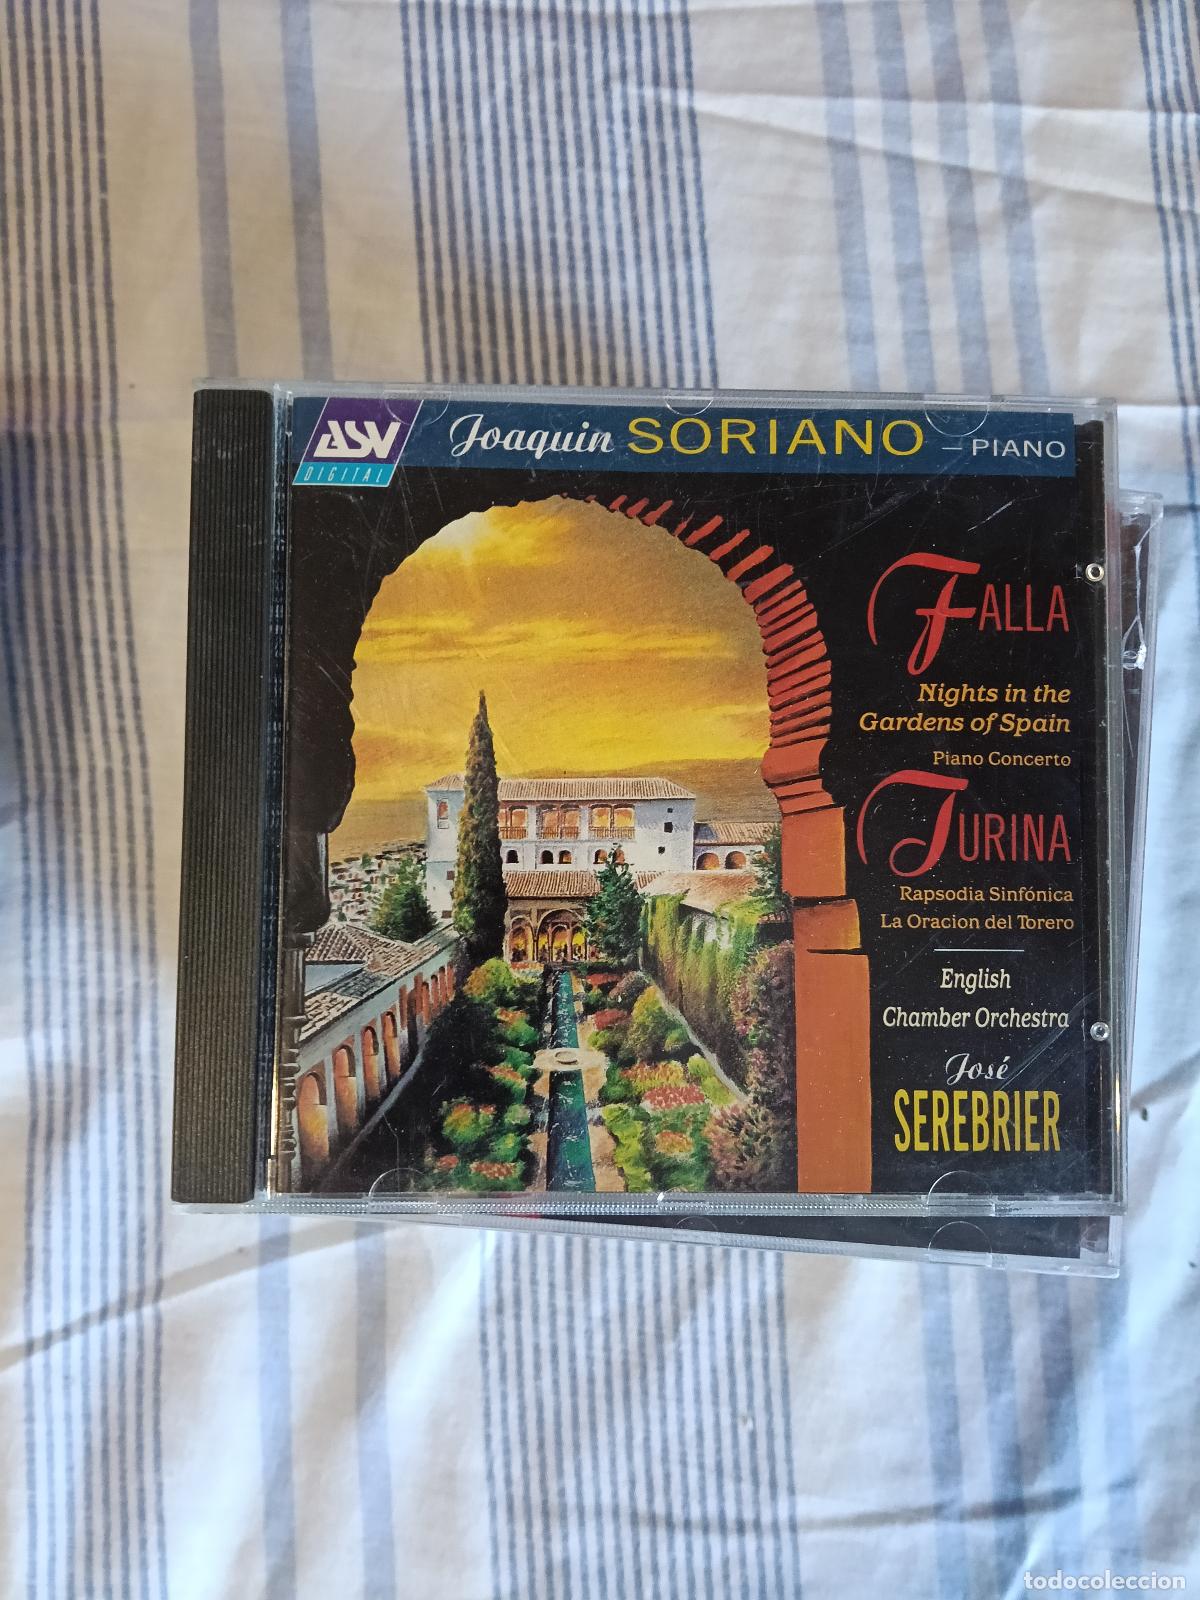 ASV
DIGITAL
Joaquin SORIANO – PIANO
FALLA
Nights in the
Gardens of Spain
Piano Concerto
TURINA
Rapsodia Sinfónica
La Oracion del Torero
English
Chamber Orchestra
José
SEREBRIER
todocoleccion